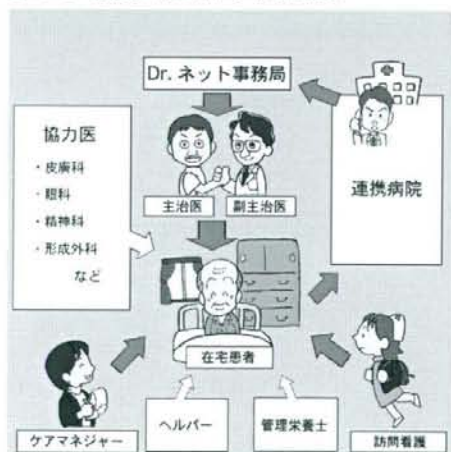 Dr.ネット事務局
協力医
・皮膚科
・眼科
・精神科
・形成外科
など
主治医
副主治医
連携病院
在宅患者
ケアマネジャー
ヘルパー
管理栄養士
訪問看護